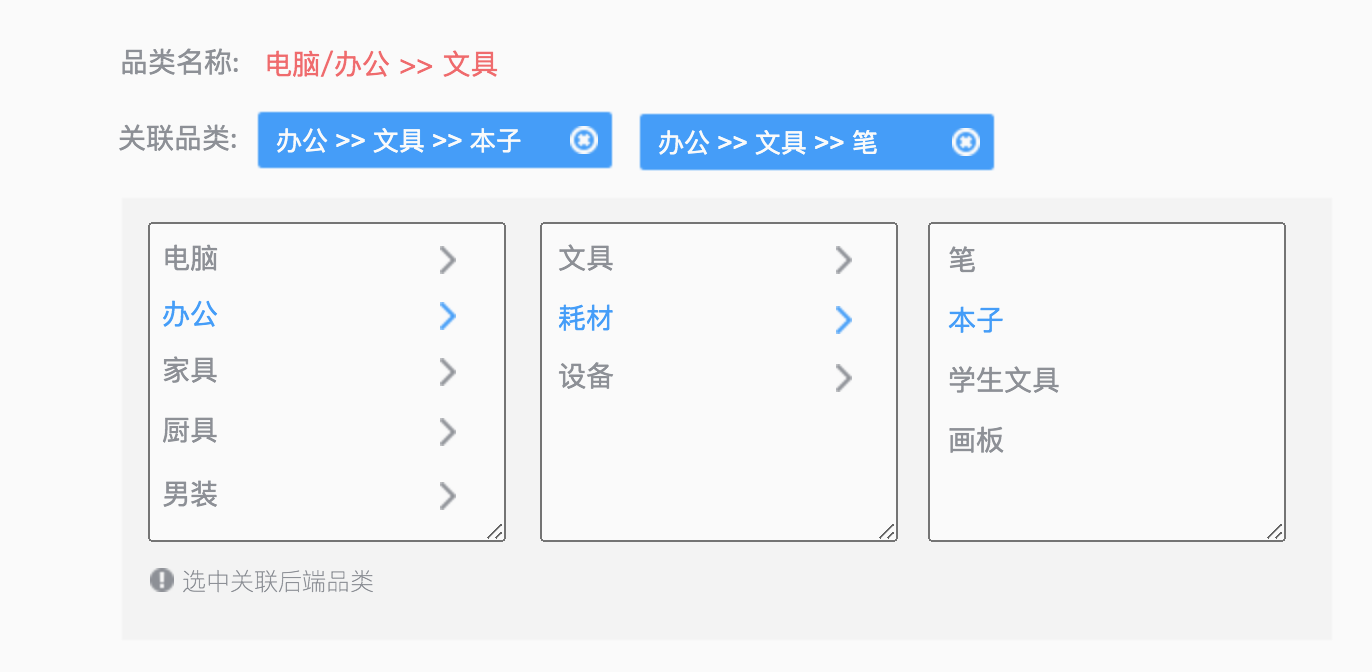 品类名称: 电脑/办公 >> 文具
关联品类: 办公 >> 文具 >> 本子 办公 >> 文具 >> 笔
电脑
办公
家具
厨具
男装
文具
耗材
设备
笔
本子
学生文具
画板
选中关联后端品类